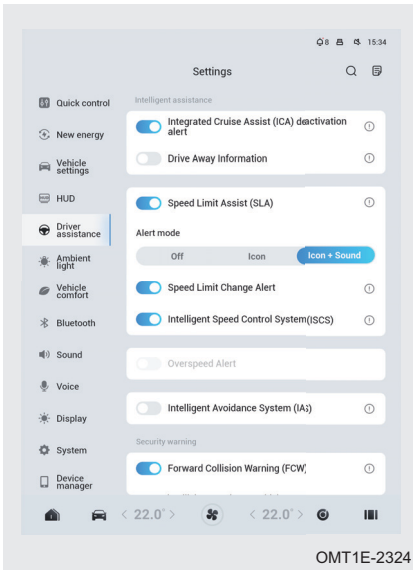 8 15:34
Settings
Quick control
New energy
Vehicle
settings
HUD
HUD
Driver
assistance
Ambient
light
Vehicle
comfort
Bluetooth
Sound
Voice
Display
System
Device
manager
Intelligent assistance
Integrated Cruise Assist (ICA) deactivation
alert
Drive Away Information
Speed Limit Assist (SLA)
Alert mode
Off Icon Icon + Sound
Speed Limit Change Alert
Intelligent Speed Control System(ISCS)
Overspeed Alert
Intelligent Avoidance System (IAS)
Security warning
Forward Collision Warning (FCW)
< 22.0° > < 22.0° >
OMT1E-2324